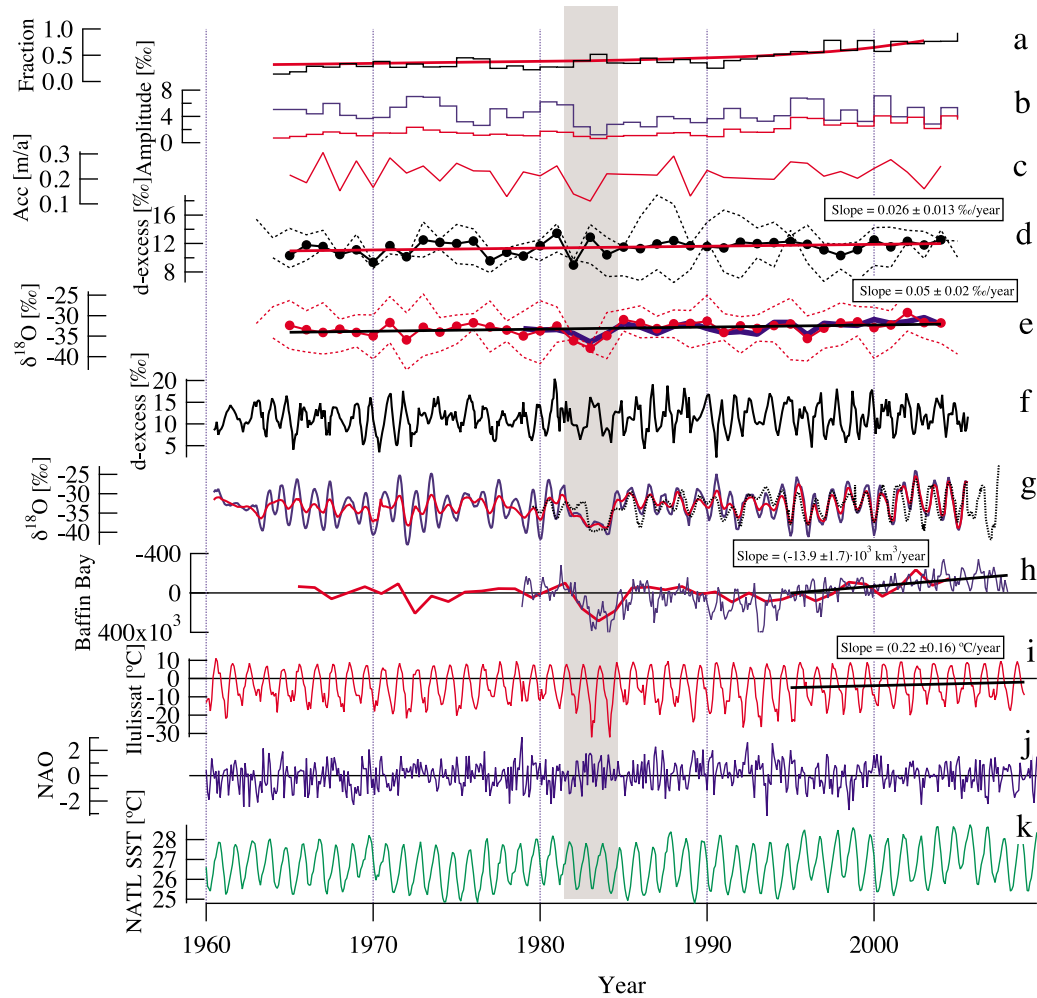 a
Fraction
1.0
0.5
0.0
b
Amplitude [‰]
8
4
0
c
Acc [m/a]
0.3
0.2
0.1
d
d-excess [‰]
16
12
8
Slope = 0.026 ± 0.013 ‰/year
e
δ¹⁸O [‰]
-25
-30
-35
-40
Slope = 0.05 ± 0.02 ‰/year
f
d-excess [‰]
20
15
10
5
g
δ¹⁸O [‰]
-25
-30
-35
-40
h
Baffin Bay
-400
0
400x10³
Slope = (-13.9 ±1.7)·10³ km³/year
i
Ilulissat [ºC]
10
0
-10
-20
-30
Slope = (0.22 ±0.16) ºC/year
j
NAO
2
0
-2
k
NATL SST [ºC]
28
27
26
25
1960 1970 1980 1990 2000
Year